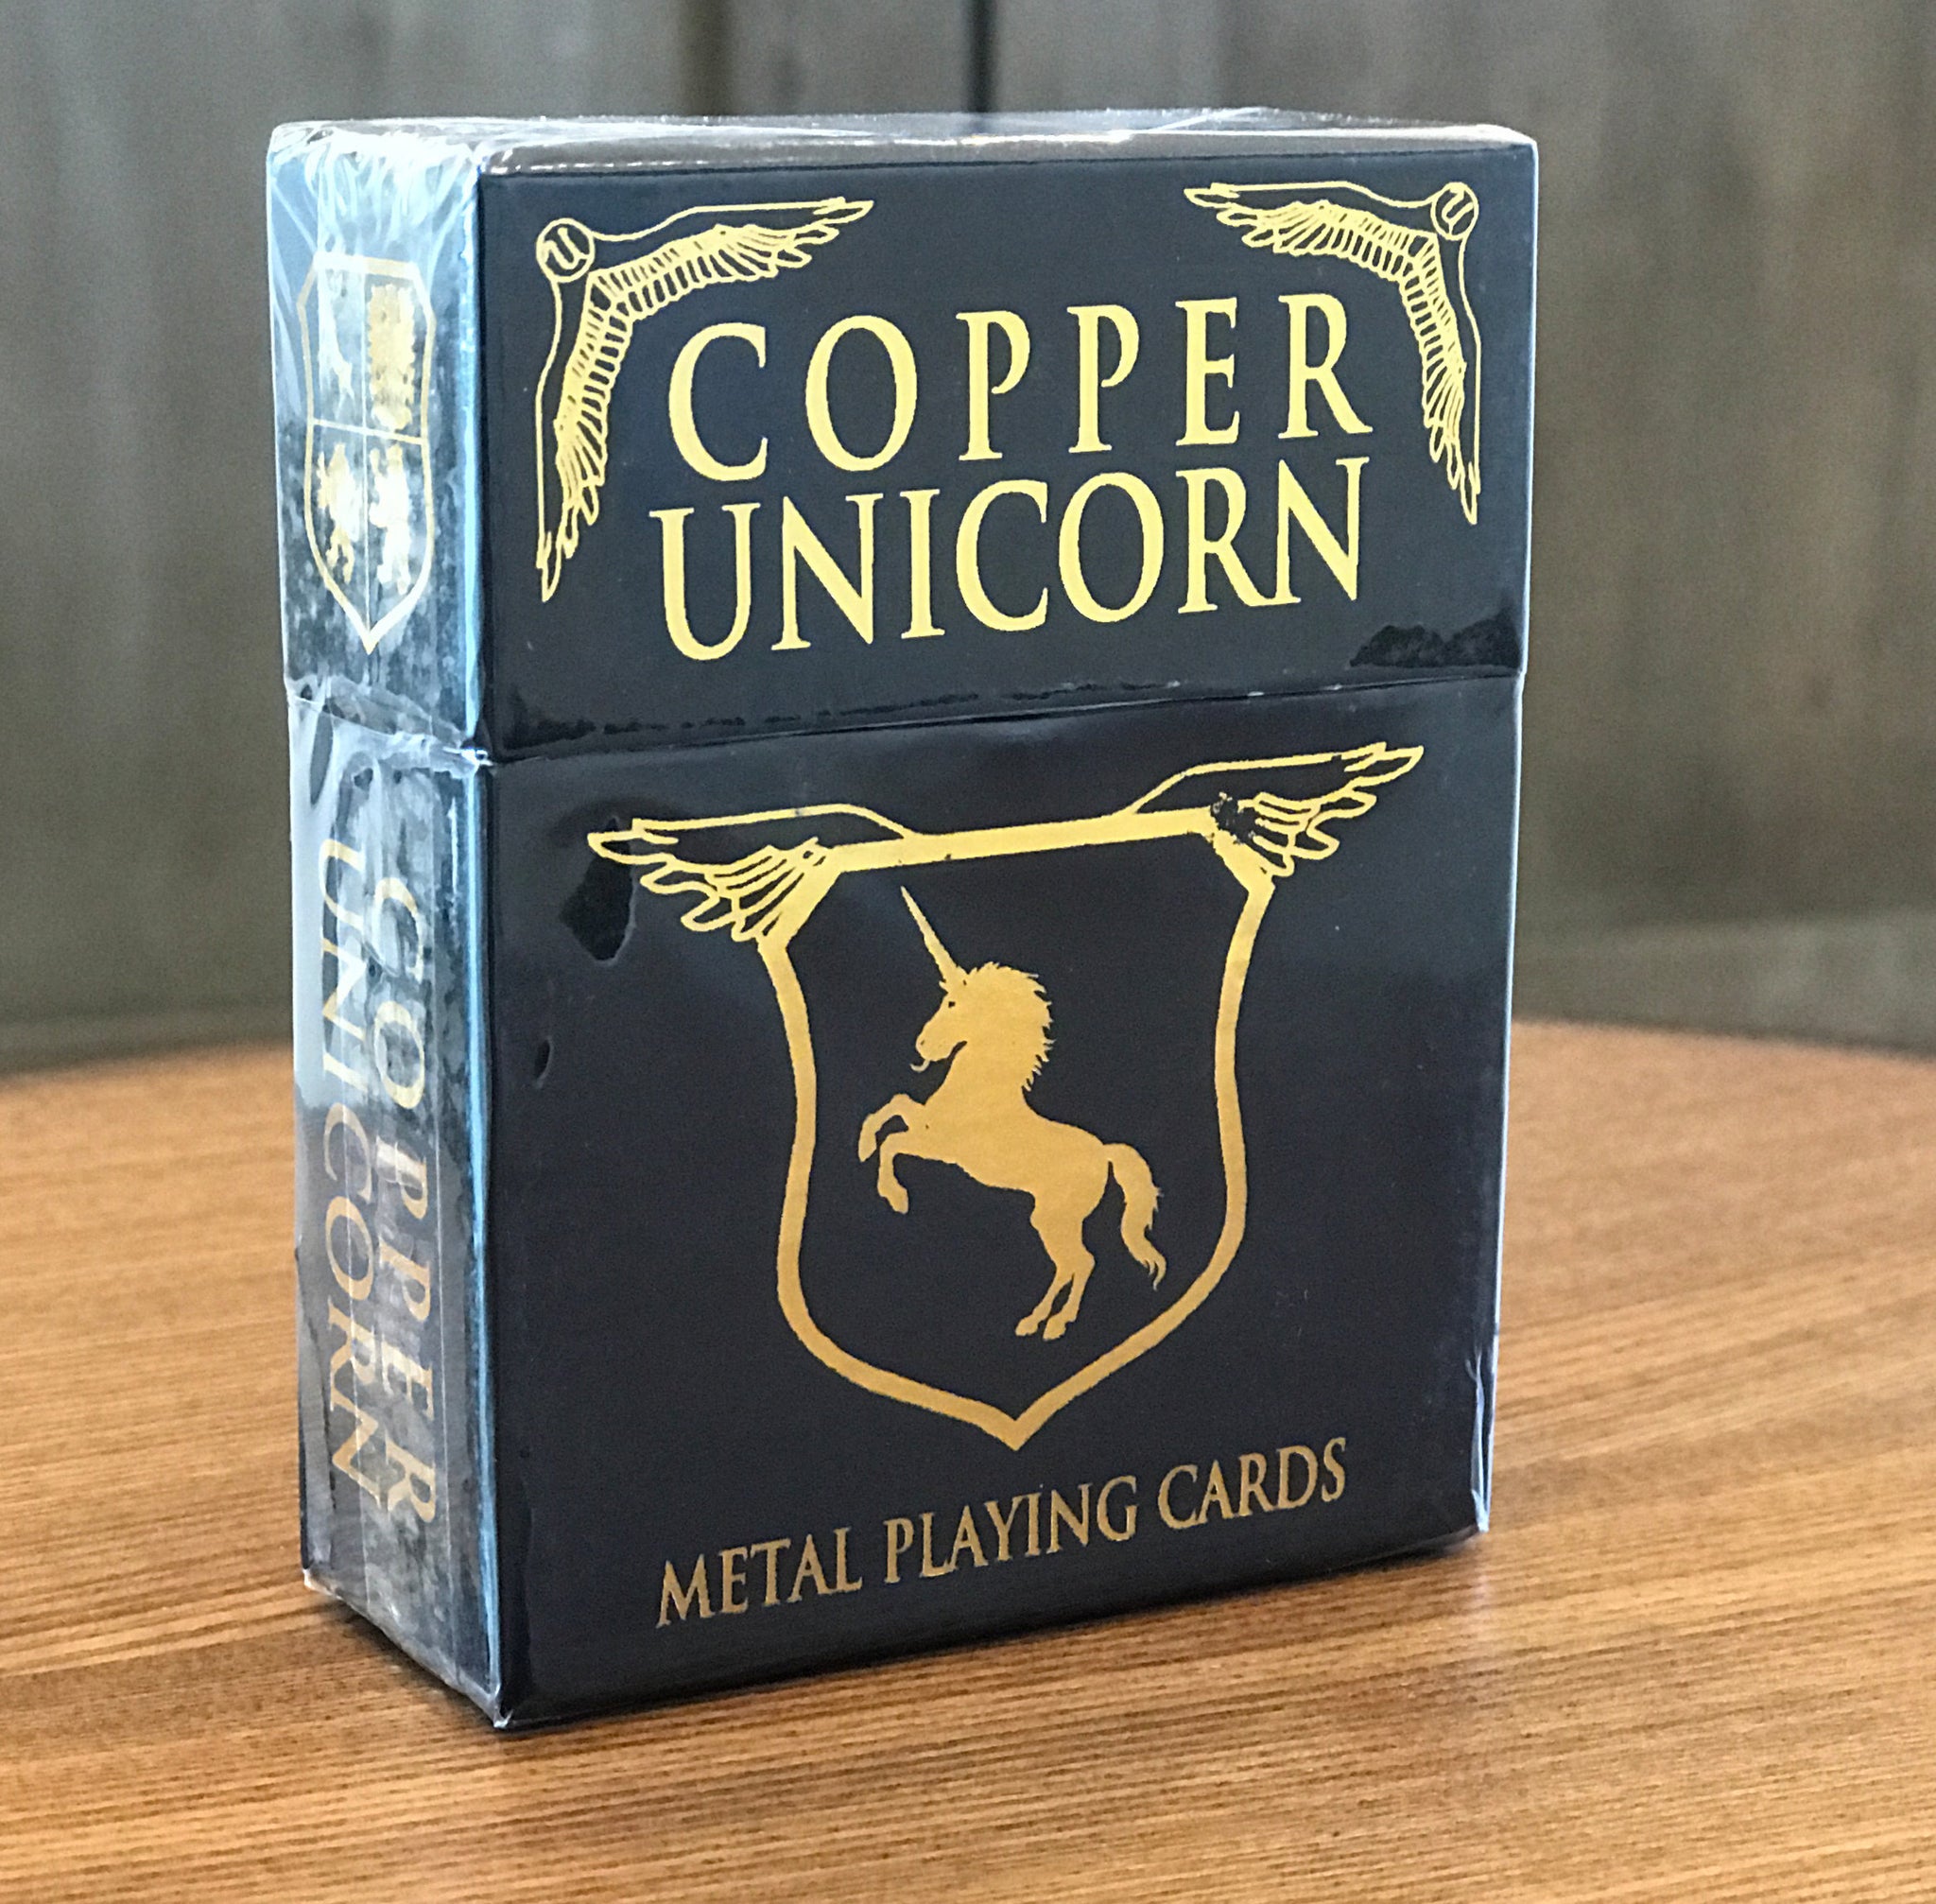 U
U
COPPER
UNICORN
METAL PLAYING CARDS
COPPER
UNICORN